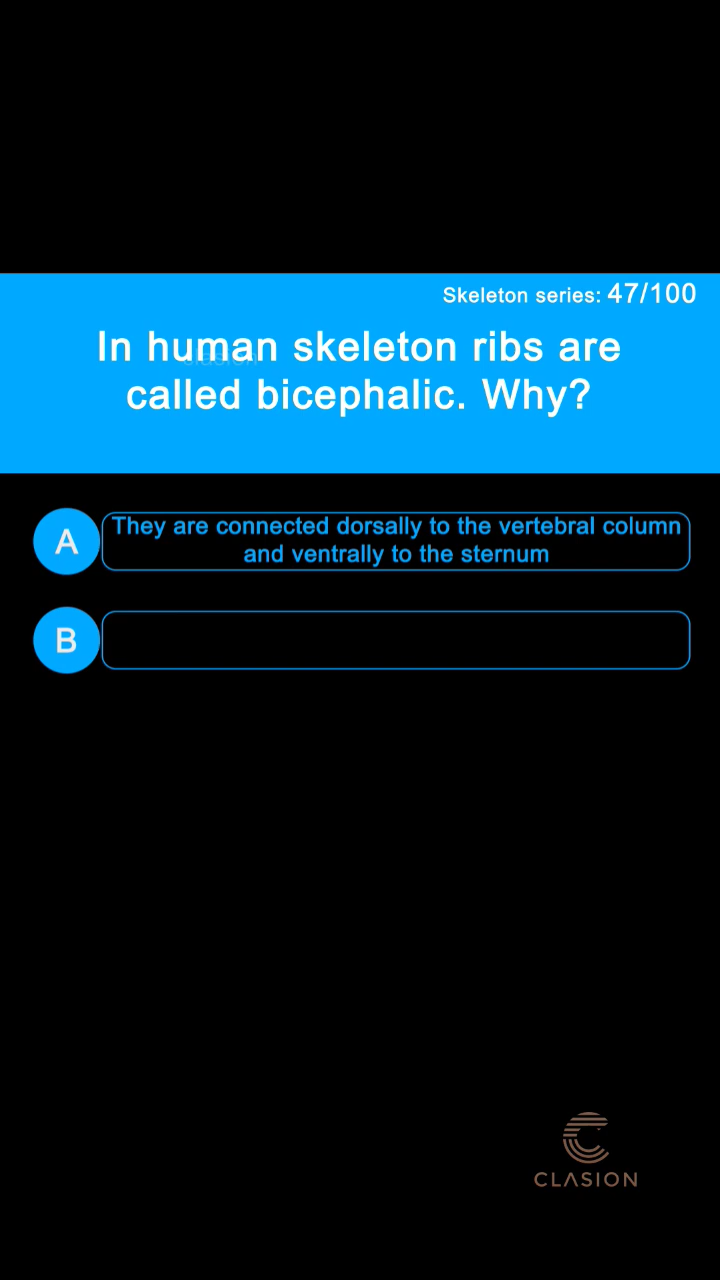 Skeleton series: 47/100
In human skeleton ribs are
called bicephalic. Why?
clasion
A
They are connected dorsally to the vertebral column
and ventrally to the sternum
B
CLASION